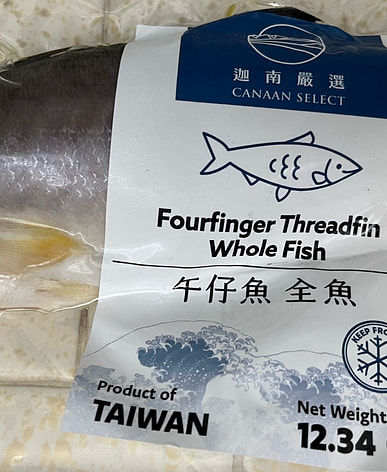 迦南嚴選
CANAAN SELECT
Fourfinger Threadfin
Whole Fish
午仔魚 全魚
KEEP
Product of
TAIWAN
Net Weight
12.34